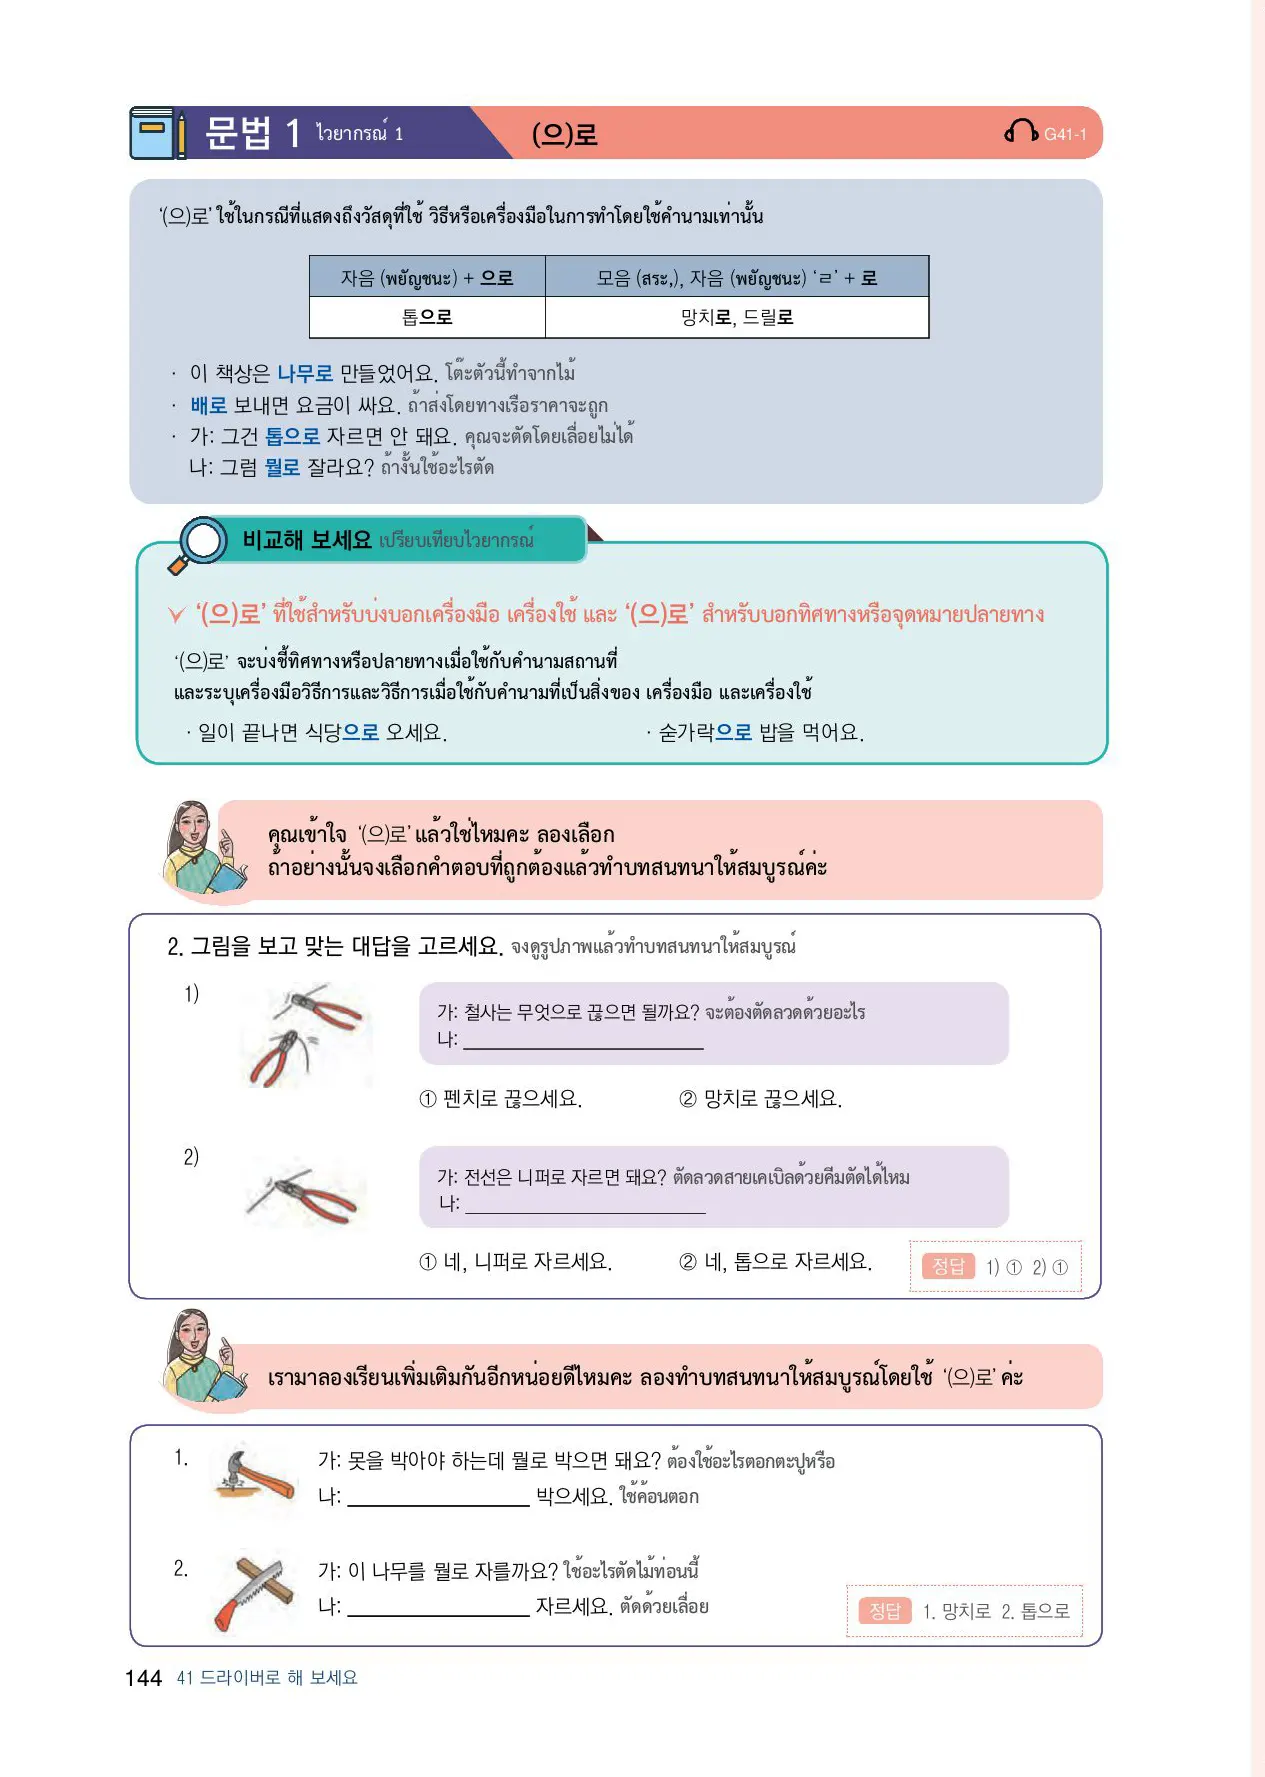 문법 1 ไวยากรณ์ 1 (으)로 G41-1
‘(으)로’ ใช้ในกรณีที่แสดงถึงวัสดุที่ใช้ วิธีหรือเครื่องมือในการทำโดยใช้คำนามเท่านั้น
자음 (พยัญชนะ) + 으로 모음 (สระ,), 자음 (พยัญชนะ) ‘ㄹ’ + 로
톱으로 망치로, 드릴로
· 이 책상은 나무로 만들었어요. โต๊ะตัวนี้ทำจากไม้
· 배로 보내면 요금이 싸요. ถ้าส่งโดยทางเรือราคาจะถูก
· 가: 그건 톱으로 자르면 안 돼요. คุณจะตัดโดยเลื่อยไม่ได้
나: 그럼 뭘로 잘라요? ถ้างั้นใช้อะไรตัด
비교해 보세요 เปรียบเทียบไวยากรณ์
‘(으)로’ ที่ใช้สำหรับบ่งบอกเครื่องมือ เครื่องใช้ และ ‘(으)로’ สำหรับบอกทิศทางหรือจุดหมายปลายทาง
‘(으)로’ จะบ่งชี้ทิศทางหรือปลายทางเมื่อใช้กับคำนามสถานที่
และระบุเครื่องมือวิธีการและวิธีการเมื่อใช้กับคำนามที่เป็นสิ่งของ เครื่องมือ และเครื่องใช้
· 일이 끝나면 식당으로 오세요. · 숟가락으로 밥을 먹어요.
คุณเข้าใจ ‘(으)로’ แล้วใช่ไหมคะ ลองเลือก
ถ้าอย่างนั้นจงเลือกคำตอบที่ถูกต้องแล้วทำบทสนทนาให้สมบูรณ์ค่ะ
2. 그림을 보고 맞는 대답을 고르세요. จงดูรูปภาพแล้วทำบทสนทนาให้สมบูรณ์
1)
가: 철사는 무엇으로 끊으면 될까요? จะต้องตัดลวดด้วยอะไร
나:
① 펜치로 끊으세요. ② 망치로 끊으세요.
2)
가: 전선은 니퍼로 자르면 돼요? ตัดลวดสายเคเบิลด้วยคีมตัดได้ไหม
나:
① 네, 니퍼로 자르세요. ② 네, 톱으로 자르세요.
정답 1) ① 2) ①
เรามาลองเรียนเพิ่มเติมกันอีกหน่อยดีไหมคะ ลองทำบทสนทนาให้สมบูรณ์โดยใช้ ‘(으)로’ ค่ะ
1. 가: 못을 박아야 하는데 뭘로 박으면 돼요? ต้องใช้อะไรตอกตะปูหรือ
나: 박으세요. ใช้ค้อนตอก
2. 가: 이 나무를 뭘로 자를까요? ใช้อะไรตัดไม้ท่อนนี้
나: 자르세요. ตัดด้วยเลื่อย
정답 1. 망치로 2. 톱으로
144 41 드라이버로 해 보세요